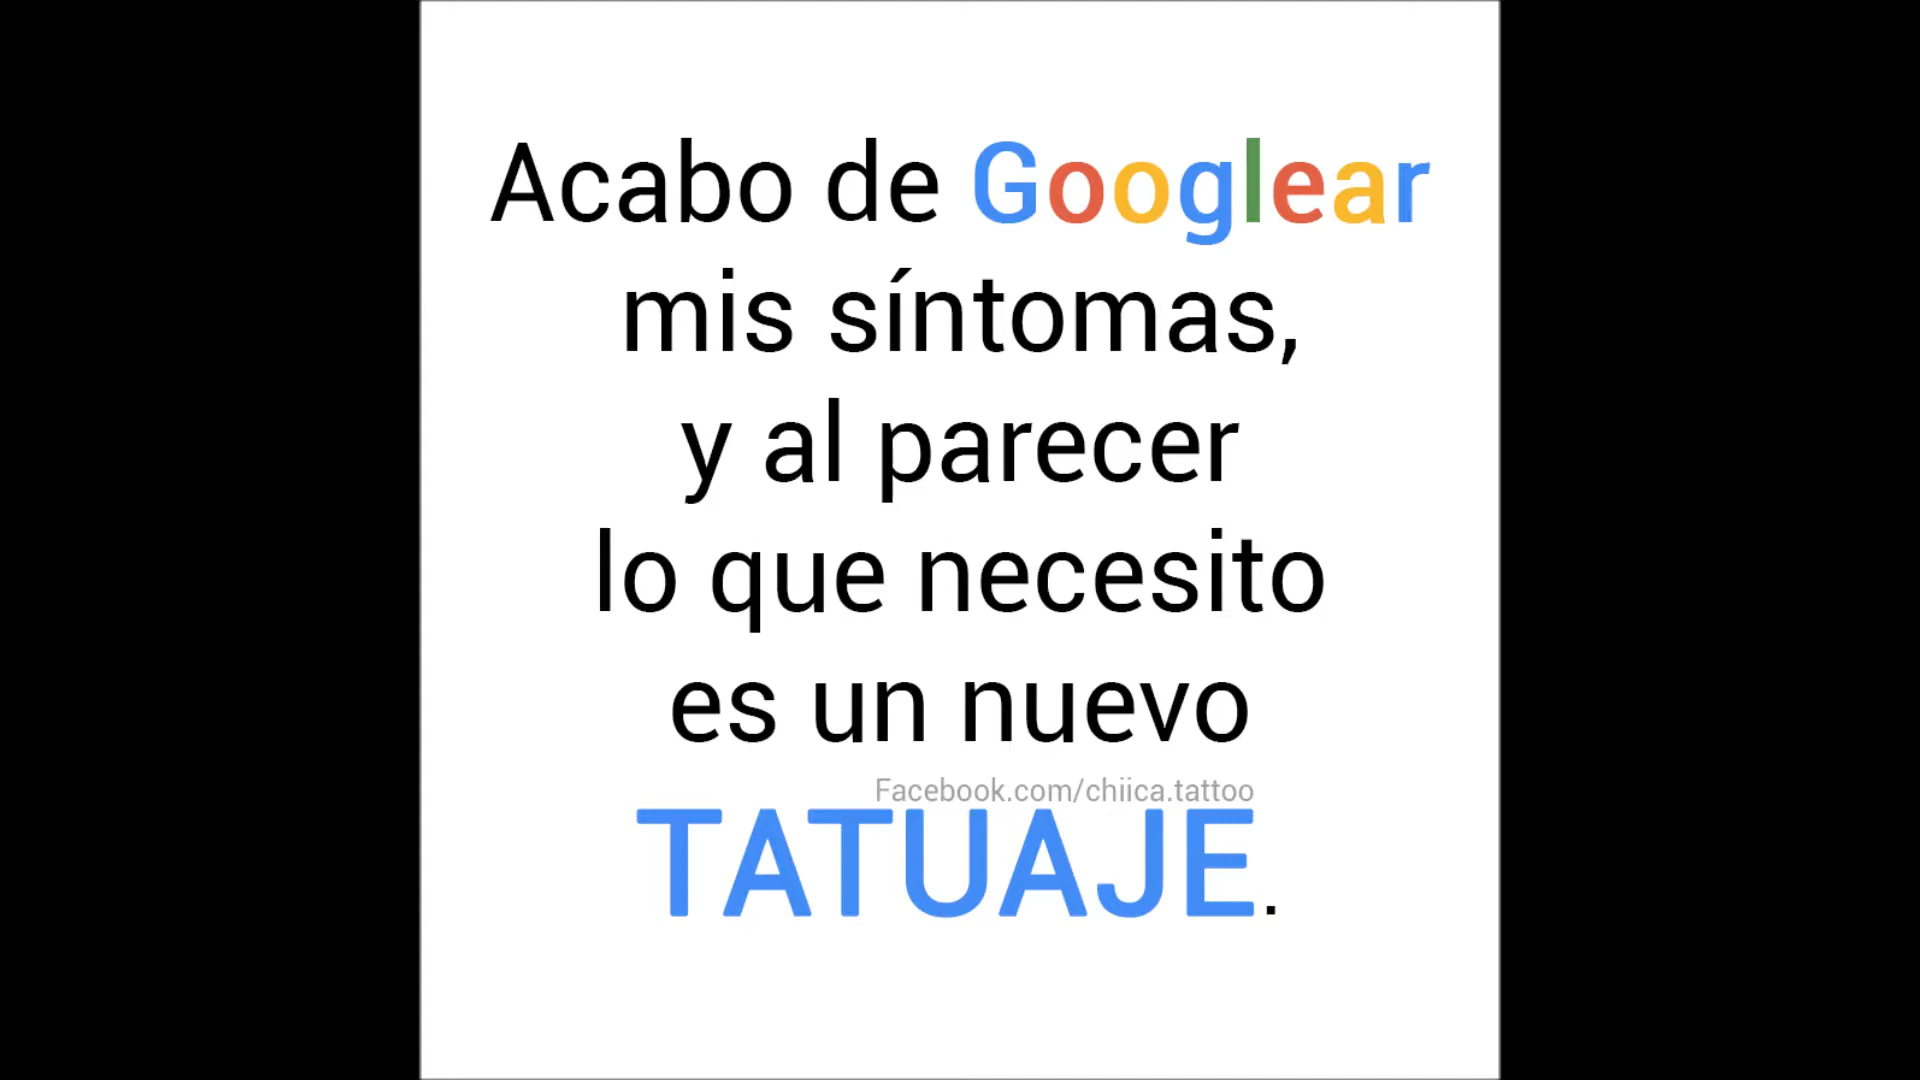 Acabo de Googlear
mis síntomas,
y al parecer
lo que necesito
es un nuevo
Facebook.com/chiica.tattoo
TATUAJE.